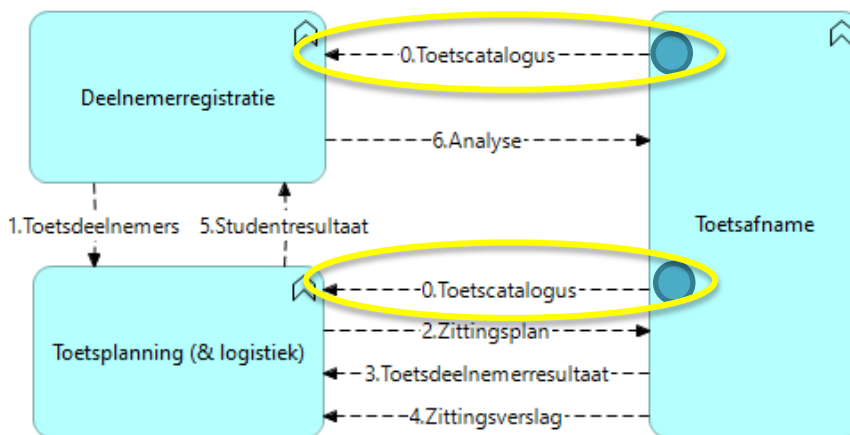 0.Toetscatalogus
Deelnemerregistratie
6.Analyse
1.Toetsdeelnemers
5.Studentresultaat
Toetsafname
0.Toetscatalogus
2.Zittingsplan
Toetsplanning (& logistiek)
3.Toetsdeelnemerresultaat
4.Zittingsverslag